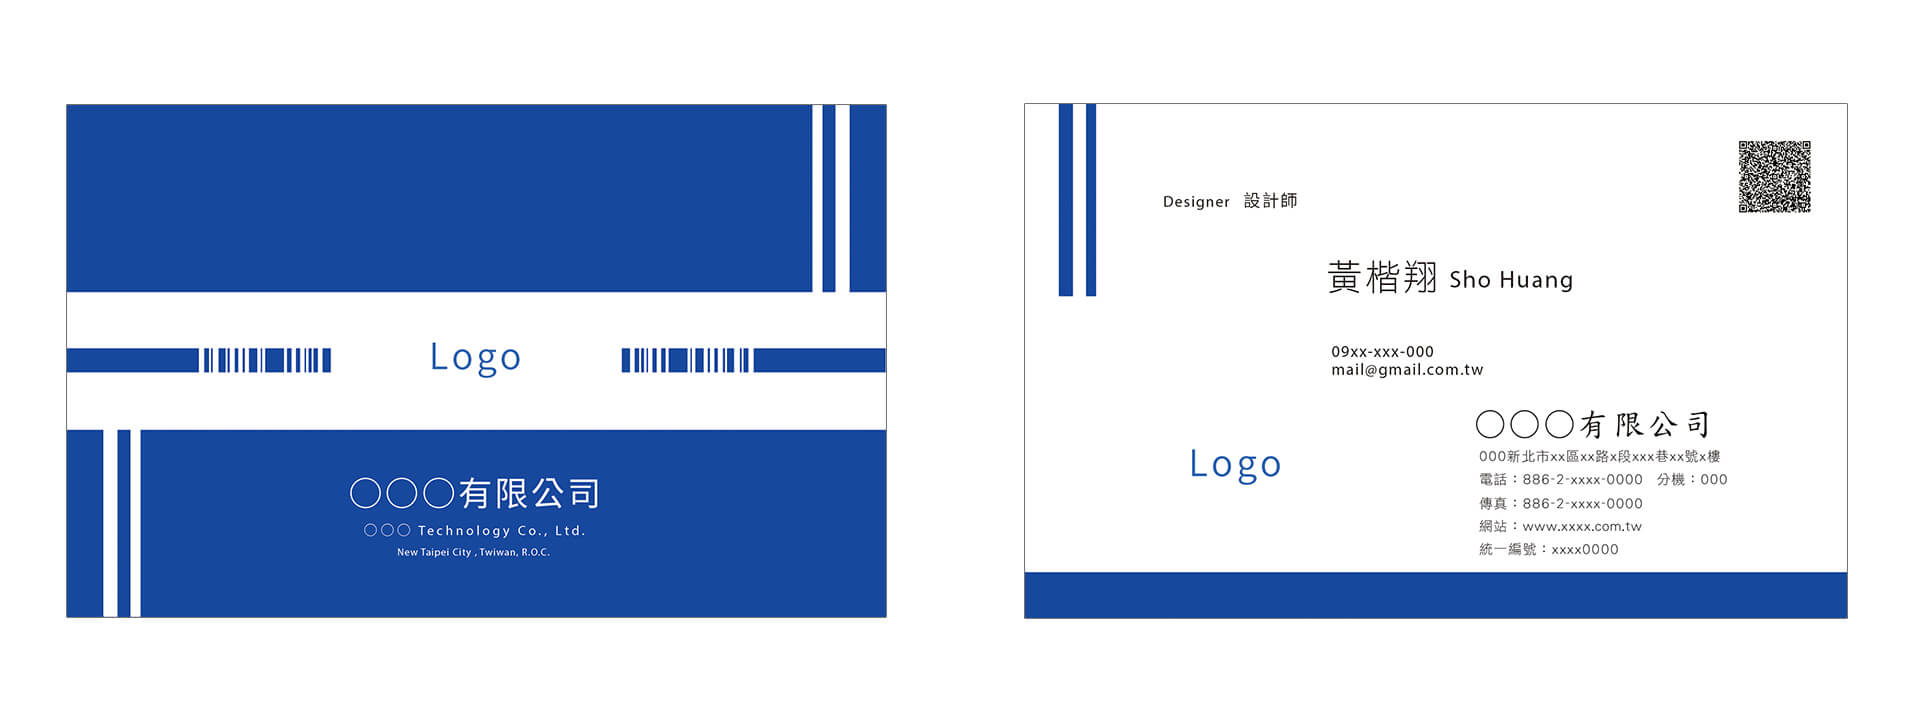 Logo
○○○有限公司
○○○ Technology Co., Ltd.
New Taipei City , Twiwan, R.O.C.
Designer 設計師
黃楷翔 Sho Huang
09xx-xxx-000
mail@gmail.com.tw
Logo
○○○有限公司
000新北市xx區xx路x段xxx巷xx號x樓
電話：886-2-xxxx-0000 分機：000
傳真：886-2-xxxx-0000
網站：www.xxxx.com.tw
統一編號：xxxx0000